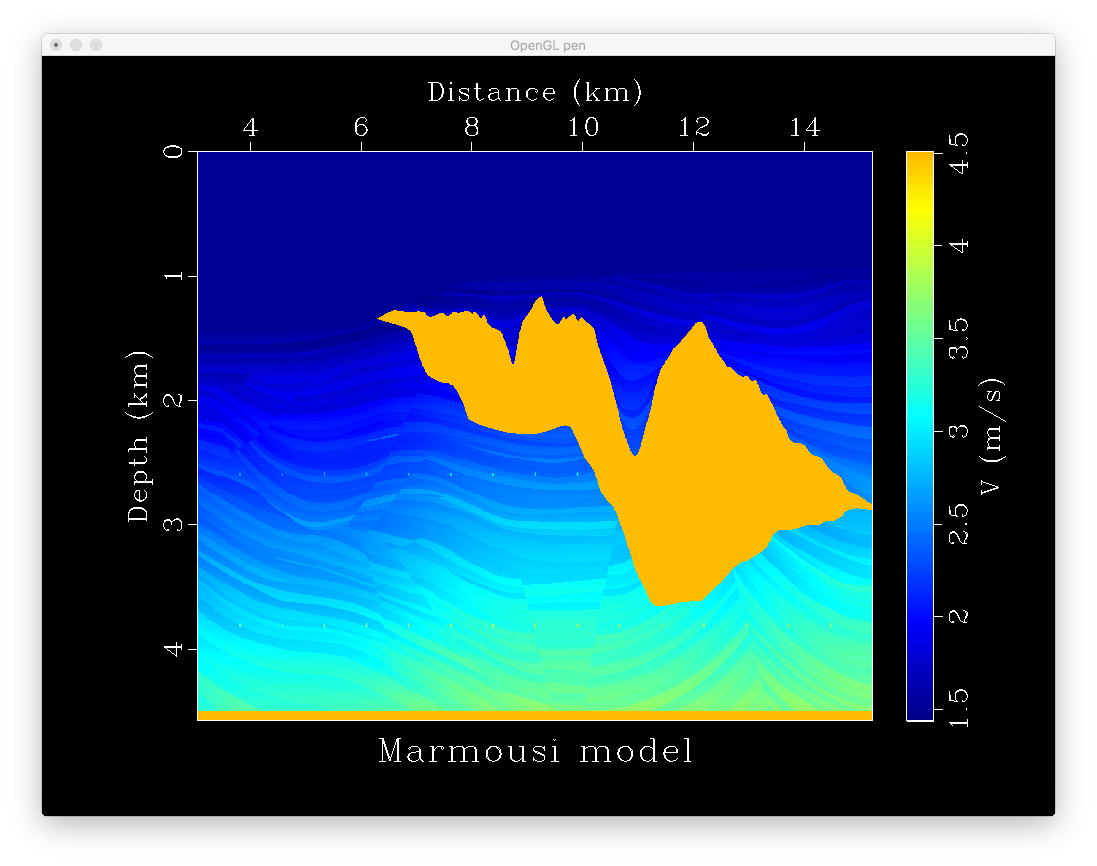 OpenGL pen
Distance (km)
4 6 8 10 12 14
0
1
2
3
4
Depth (km)
4.5
4
3.5
3
2.5
2
1.5
V (m/s)
Marmousi model